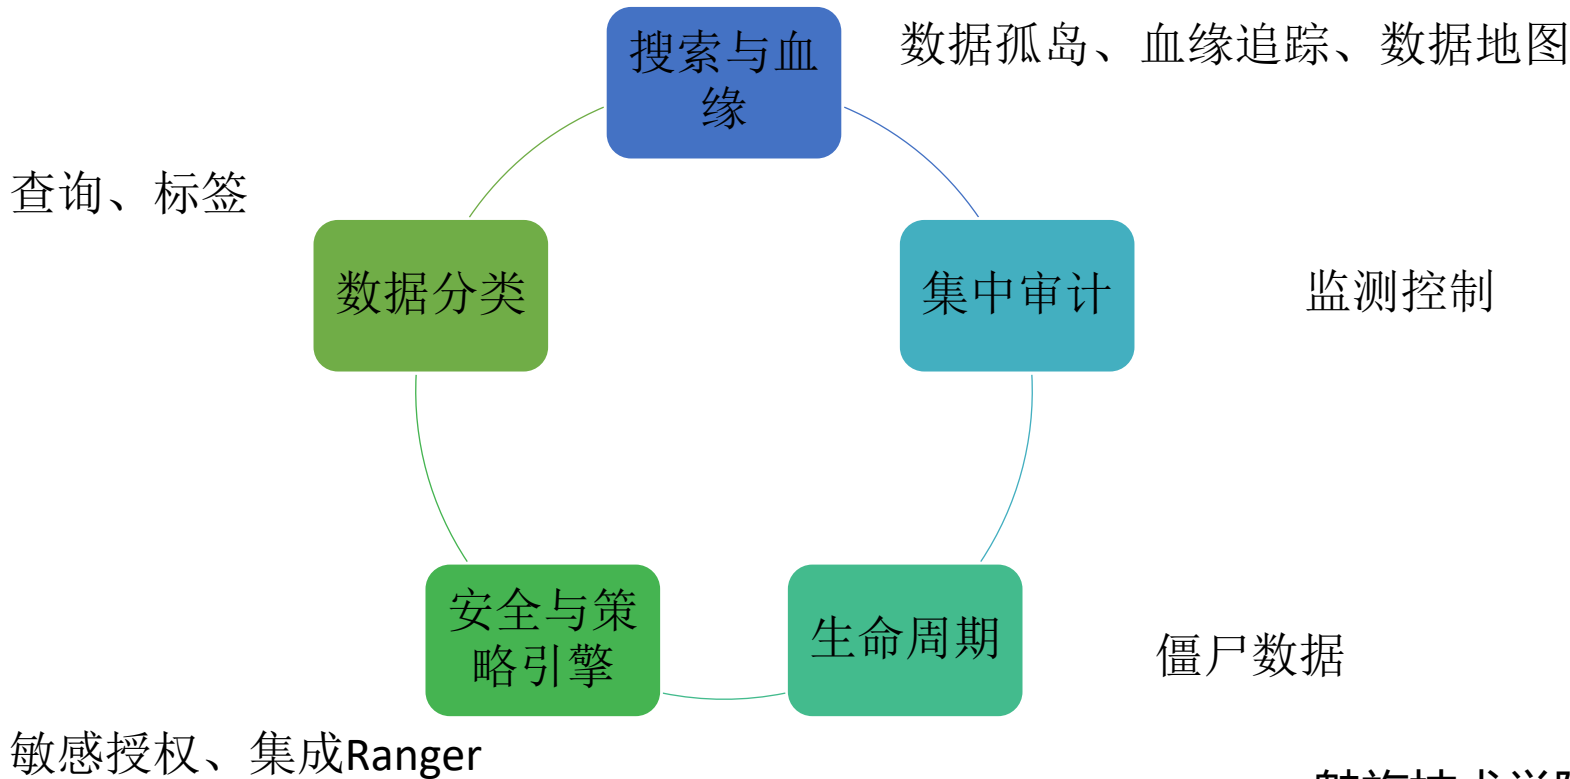 搜索与血
缘
数据孤岛、血缘追踪、数据地图
查询、标签
数据分类
集中审计
监测控制
安全与策
略引擎
生命周期
僵尸数据
敏感授权、集成Ranger